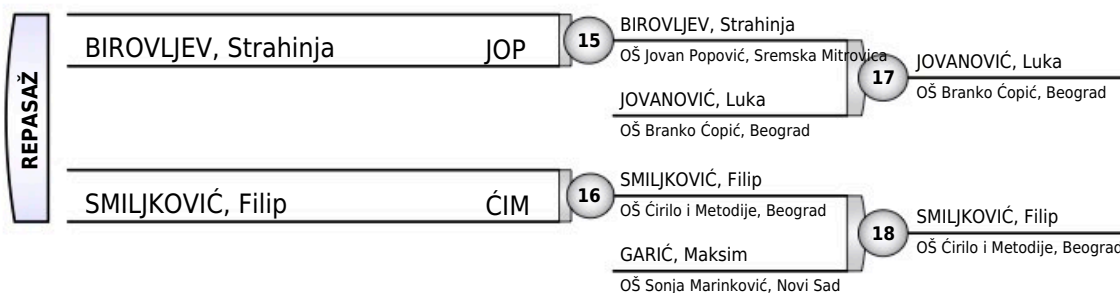 REPASAŽ
BIROVLJEV, Strahinja JOP
15
BIROVLJEV, Strahinja
OŠ Jovan Popović, Sremska Mitrovica
JOVANOVIĆ, Luka
OŠ Branko Ćopić, Beograd
17
JOVANOVIĆ, Luka
OŠ Branko Ćopić, Beograd
SMILJKOVIĆ, Filip ĆIM
16
SMILJKOVIĆ, Filip
OŠ Ćirilo i Metodije, Beograd
GARIĆ, Maksim
OŠ Sonja Marinković, Novi Sad
18
SMILJKOVIĆ, Filip
OŠ Ćirilo i Metodije, Beograd